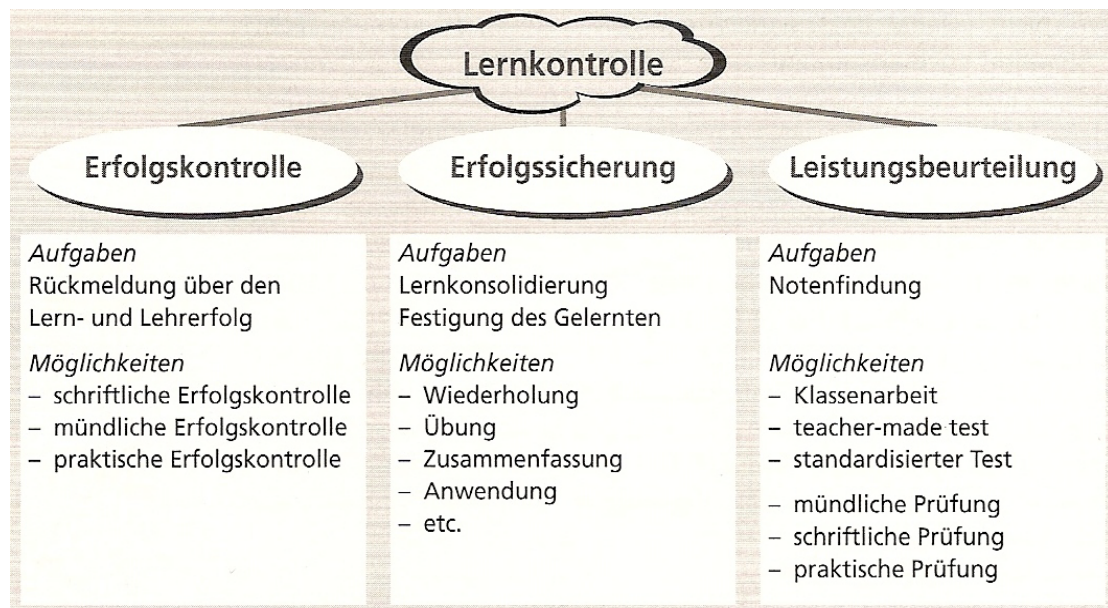 Lernkontrolle
Erfolgskontrolle
Aufgaben
Rückmeldung über den
Lern- und Lehrerfolg
Möglichkeiten
– schriftliche Erfolgskontrolle
– mündliche Erfolgskontrolle
– praktische Erfolgskontrolle
Erfolgssicherung
Aufgaben
Lernkonsolidierung
Festigung des Gelernten
Möglichkeiten
– Wiederholung
– Übung
– Zusammenfassung
– Anwendung
– etc.
Leistungsbeurteilung
Aufgaben
Notenfindung
Möglichkeiten
– Klassenarbeit
– teacher-made test
– standardisierter Test
– mündliche Prüfung
– schriftliche Prüfung
– praktische Prüfung